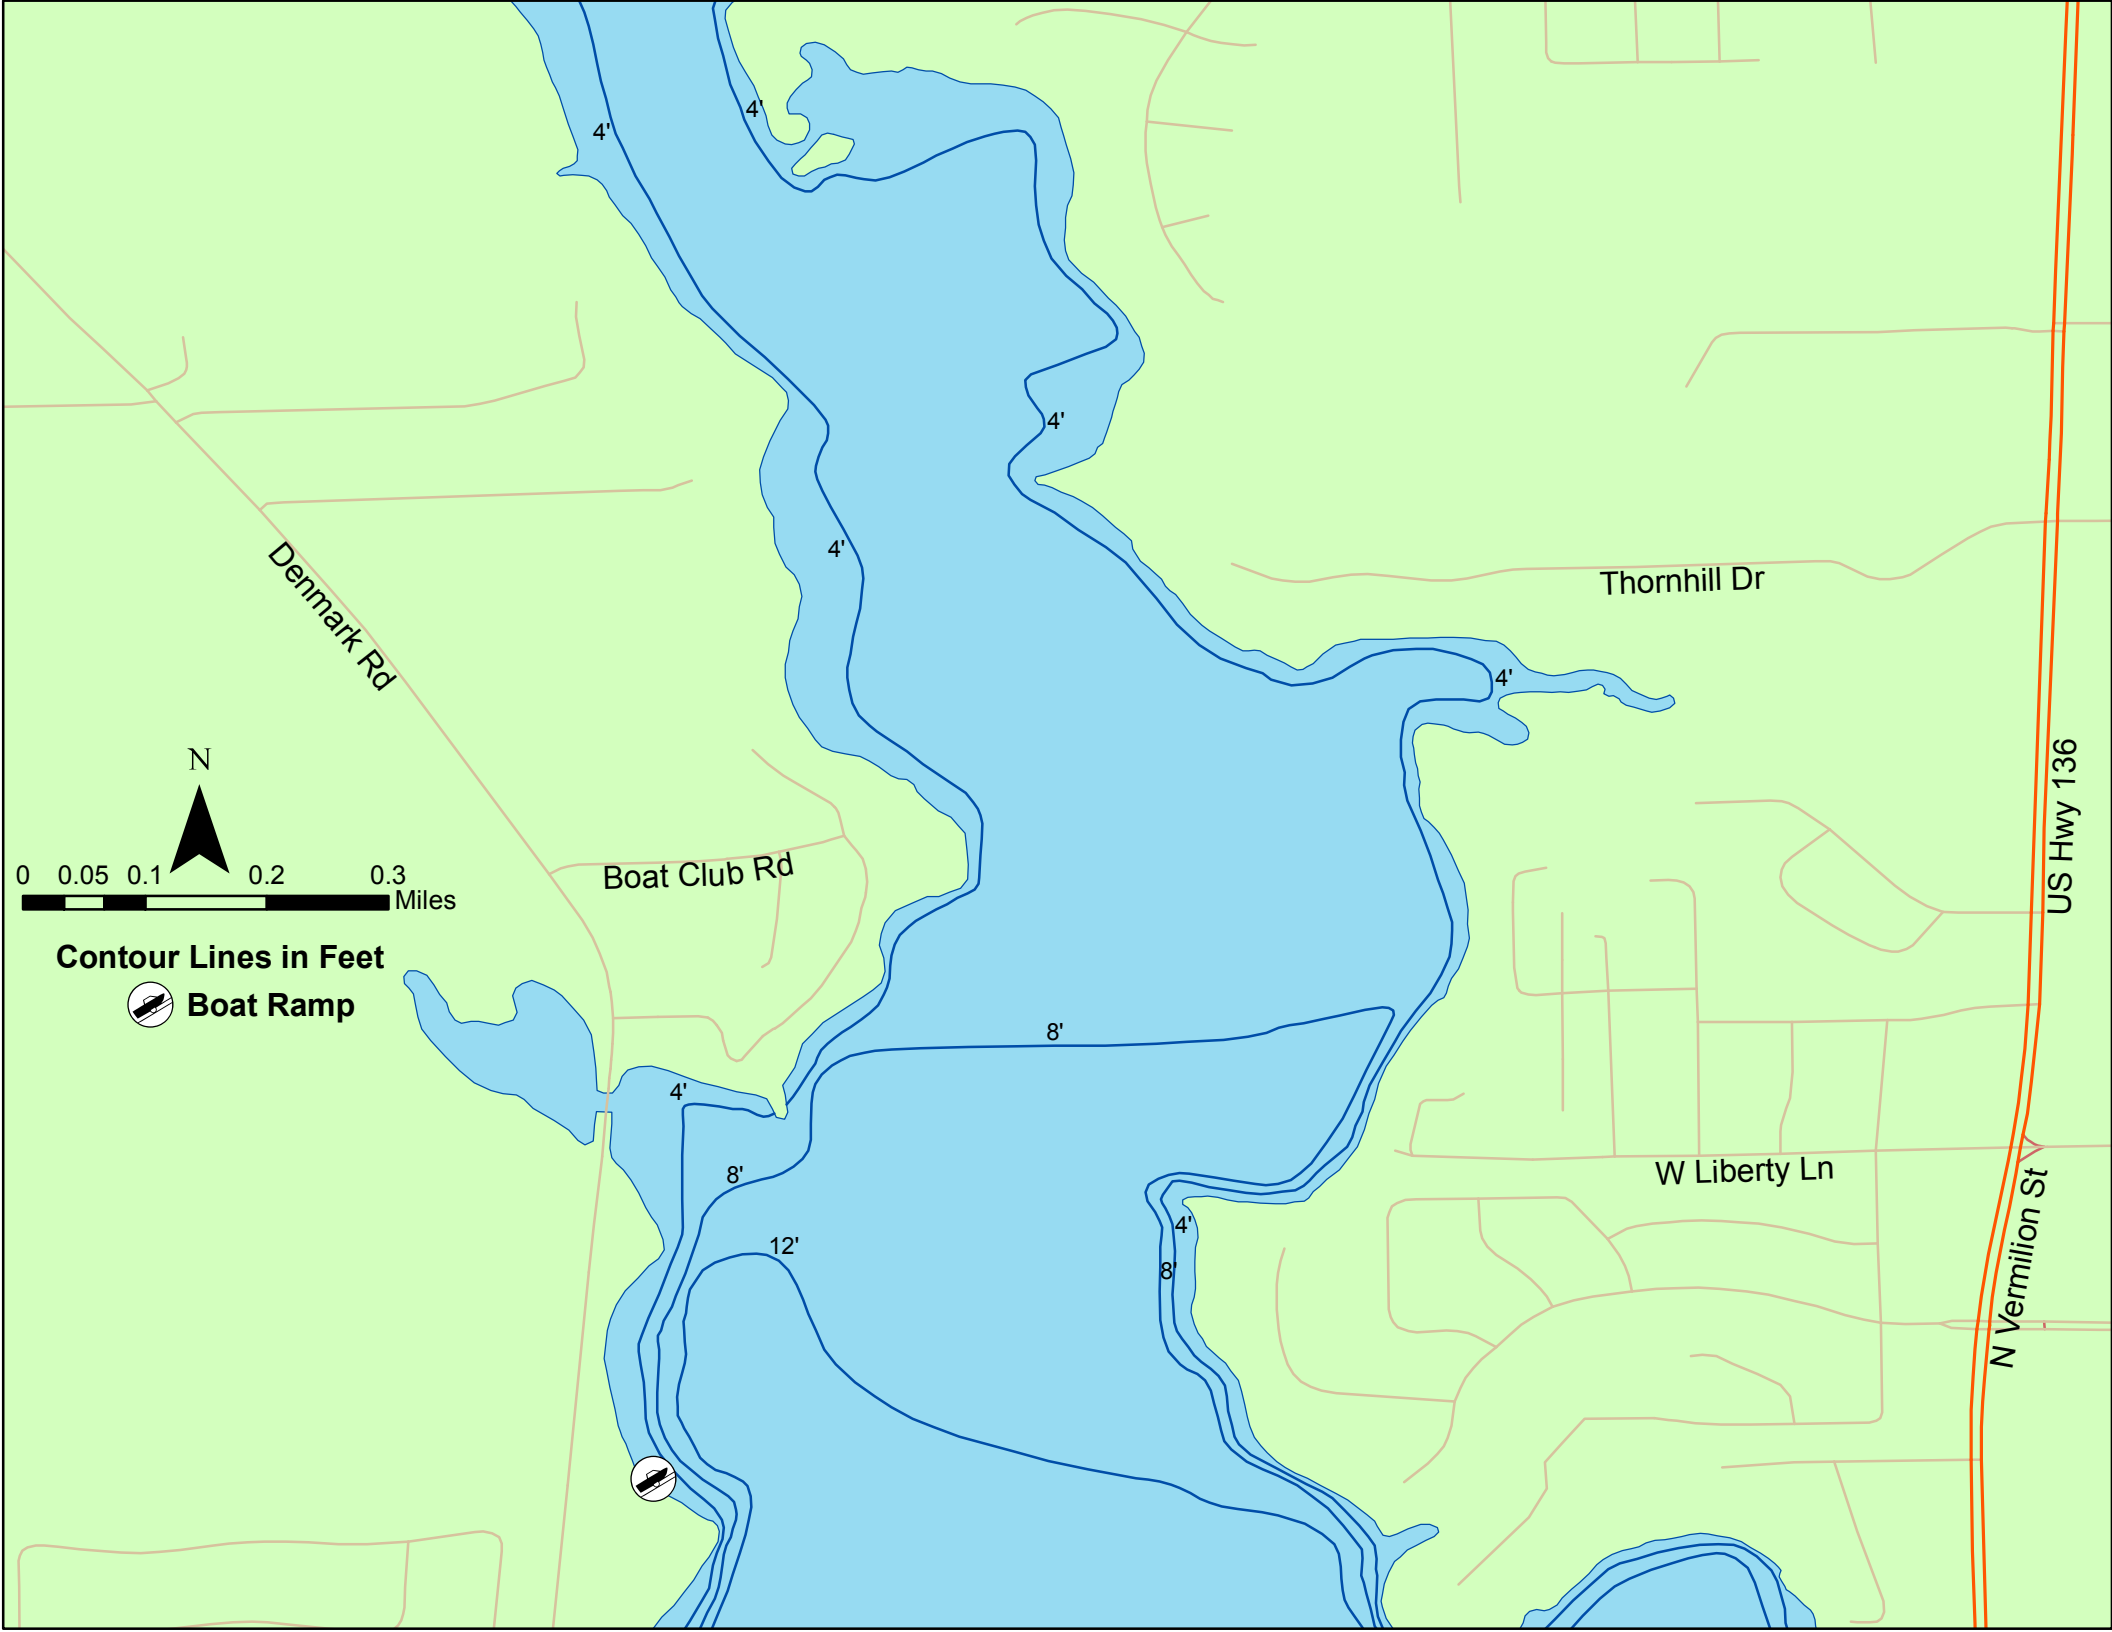 4'
4'
4'
4'
Thornhill Dr
Denmark Rd
4'
US Hwy 136
N
0 0.05 0.1 0.2 0.3
Miles
Boat Club Rd
Contour Lines in Feet
Boat Ramp
8'
4'
8'
W Liberty Ln
4'
12'
8'
N Vermilion St